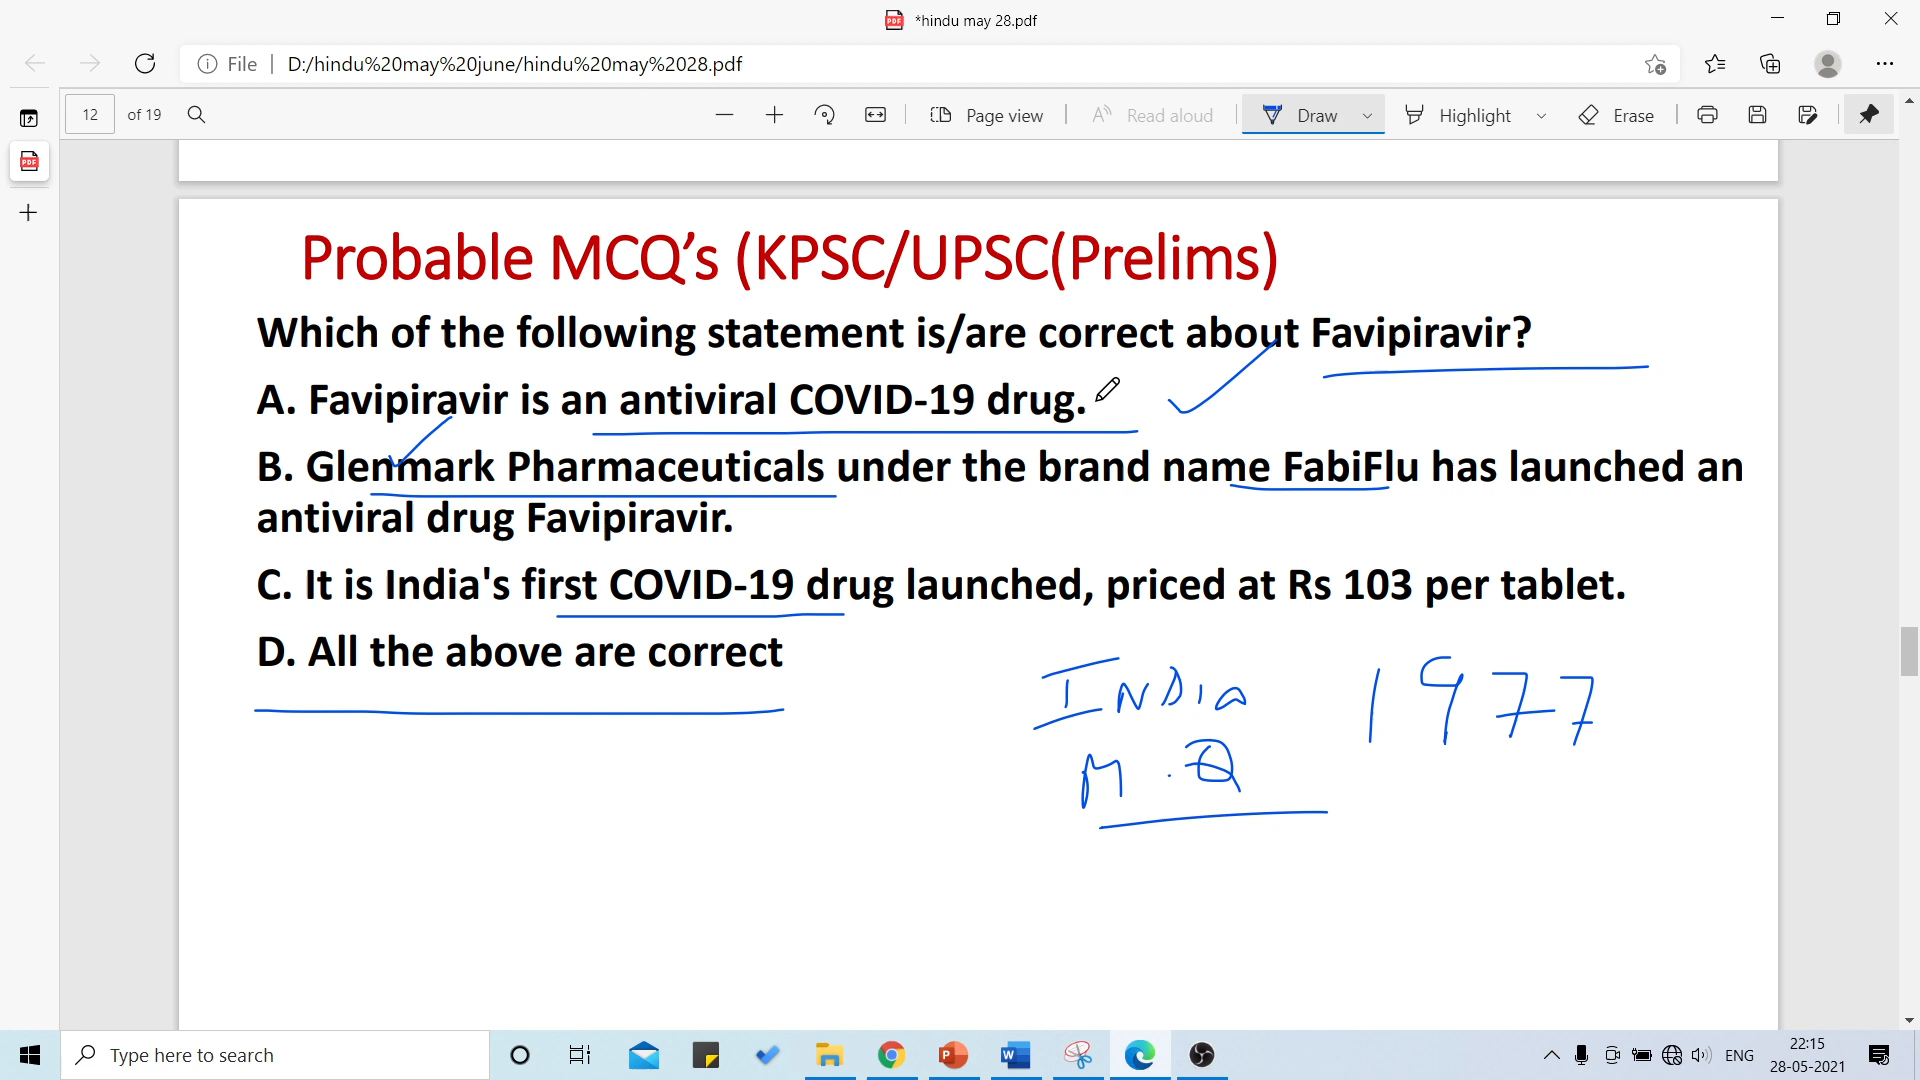 *hindu may 28.pdf
File D:/hindu%20may%20june/hindu%20may%2028.pdf
12 of 19 Page view Read aloud Draw Highlight Erase
Probable MCQ’s (KPSC/UPSC(Prelims)
Which of the following statement is/are correct about Favipiravir?
A. Favipiravir is an antiviral COVID-19 drug.
B. Glenmark Pharmaceuticals under the brand name FabiFlu has launched an
antiviral drug Favipiravir.
C. It is India's first COVID-19 drug launched, priced at Rs 103 per tablet.
D. All the above are correct
INDIa 1977
M.Q
Type here to search
ENG
22:15
28-05-2021